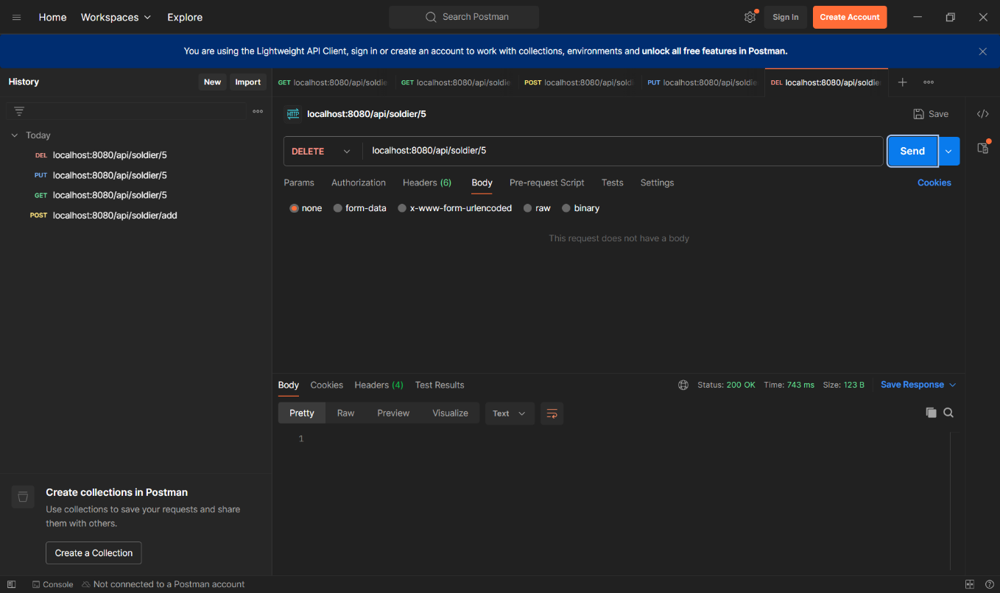 Home Workspaces Explore Search Postman Sign In Create Account
You are using the Lightweight API Client, sign in or create an account to work with collections, environments and unlock all free features in Postman.
History New Import
GET localhost:8080/api/soldie GET localhost:8080/api/soldie POST localhost:8080/api/sold PUT localhost:8080/api/soldie DEL localhost:8080/api/soldie
HTTP localhost:8080/api/soldier/5 Save
Today
DEL localhost:8080/api/soldier/5
PUT localhost:8080/api/soldier/5
GET localhost:8080/api/soldier/5
POST localhost:8080/api/soldier/add
DELETE localhost:8080/api/soldier/5 Send
Params Authorization Headers (6) Body Pre-request Script Tests Settings Cookies
none form-data x-www-form-urlencoded raw binary
This request does not have a body
Body Cookies Headers (4) Test Results Status: 200 OK Time: 743 ms Size: 123 B Save Response
Pretty Raw Preview Visualize Text
1
Create collections in Postman
Use collections to save your requests and share
them with others.
Create a Collection
Console Not connected to a Postman account